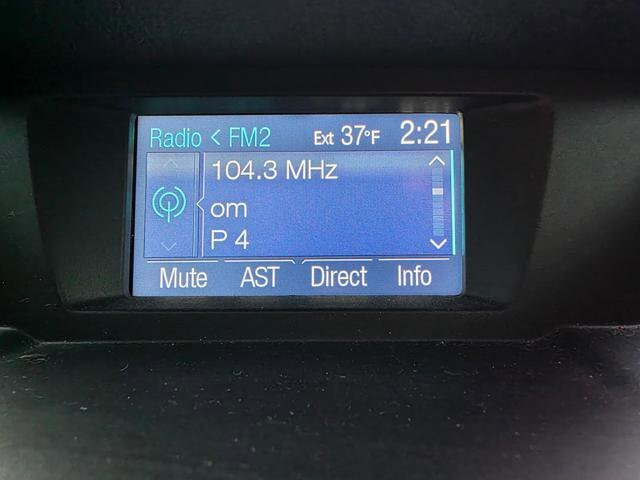 Radio < FM2 Ext 37°F 2:21
104.3 MHz
om
P 4
Mute AST Direct Info